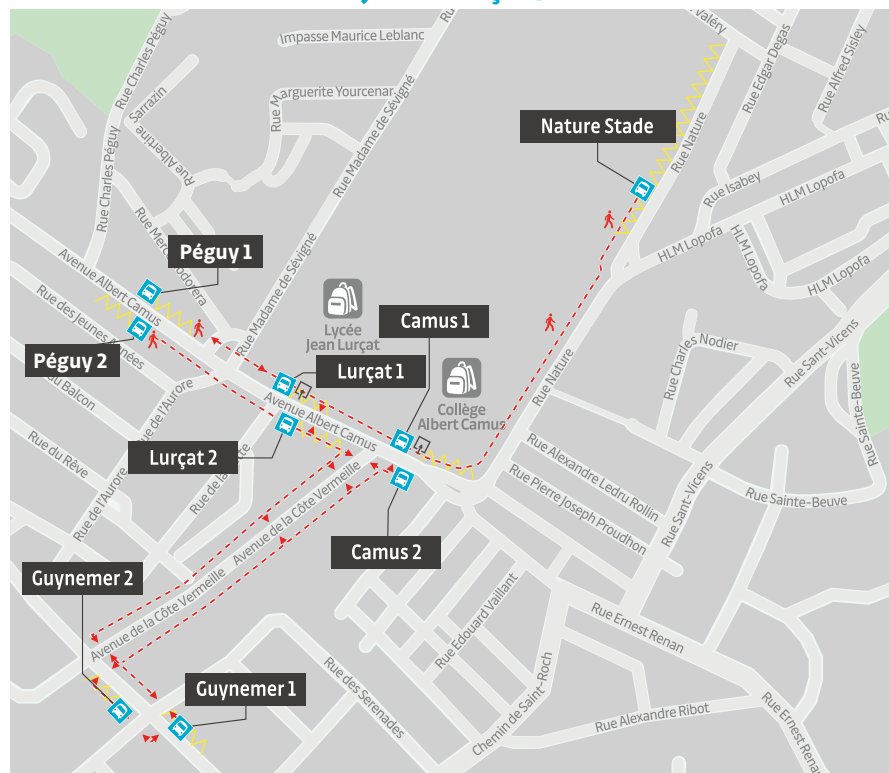 Impasse Maurice Leblanc
Rue Charles Péguy
Sarrazin
Rue Marguerite Yourcenar
Rue Albertine
Rue Charles Péguy
Rue Madame de Sévigné
Rue Madame de Sévigné
Valéry
Rue Edgar Degas
Rue Alfred Sisley
Nature Stade
Rue Nature
Rue Isabey
HLM Lopofa
HLM Lopofa
HLM Lopofa
HLM Lopofa
Péguy 1
Avenue Albert Camus
Rue des Jeunes
Péguy 2
Lycée
Jean Lurçat
Camus 1
Lurçat 1
Collège
Albert Camus
Avenue Albert Camus
Lurçat 2
Camus 2
Rue Nature
Rue Charles Nodier
Rue Sant-Vicens
Rue Sainte-Beuve
Rue Sainte-Beuve
Rue Sant-Vicens
Balcon
Rue du Rêve
Rue de l'Aurore
de l'Aurore
Rue de la
Rue Alexandre Ledru Rollin
Rue Pierre Joseph Proudhon
Avenue de la Côte Vermeille
Avenue de la Côte Vermeille
Guynemer 2
Guynemer 1
Rue Edouard Vaillant
Rue Ernest Renan
Rue des Serenades
Chemin de Saint-Roch
Rue Alexandre Ribot
Rue Ernest Renan